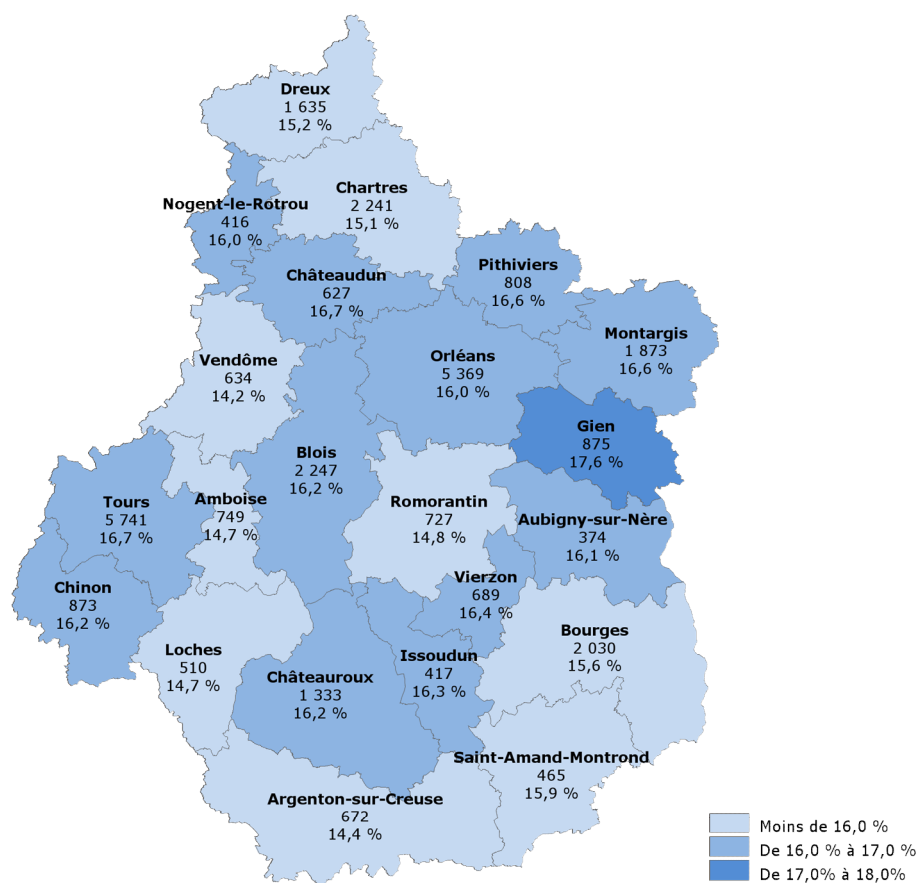 Dreux
1 635
15,2 %
Chartres
2 241
15,1 %
Nogent-le-Rotrou
416
16,0 %
Châteaudun
627
16,7 %
Pithiviers
808
16,6 %
Montargis
1 873
16,6 %
Vendôme
634
14,2 %
Orléans
5 369
16,0 %
Gien
875
17,6 %
Blois
2 247
16,2 %
Tours
5 741
16,7 %
Amboise
749
14,7 %
Romorantin
727
14,8 %
Aubigny-sur-Nère
374
16,1 %
Chinon
873
16,2 %
Vierzon
689
16,4 %
Loches
510
14,7 %
Bourges
2 030
15,6 %
Issoudun
417
16,3 %
Châteauroux
1 333
16,2 %
Saint-Amand-Montrond
465
15,9 %
Argenton-sur-Creuse
672
14,4 %
Moins de 16,0 %
De 16,0 % à 17,0 %
De 17,0% à 18,0%